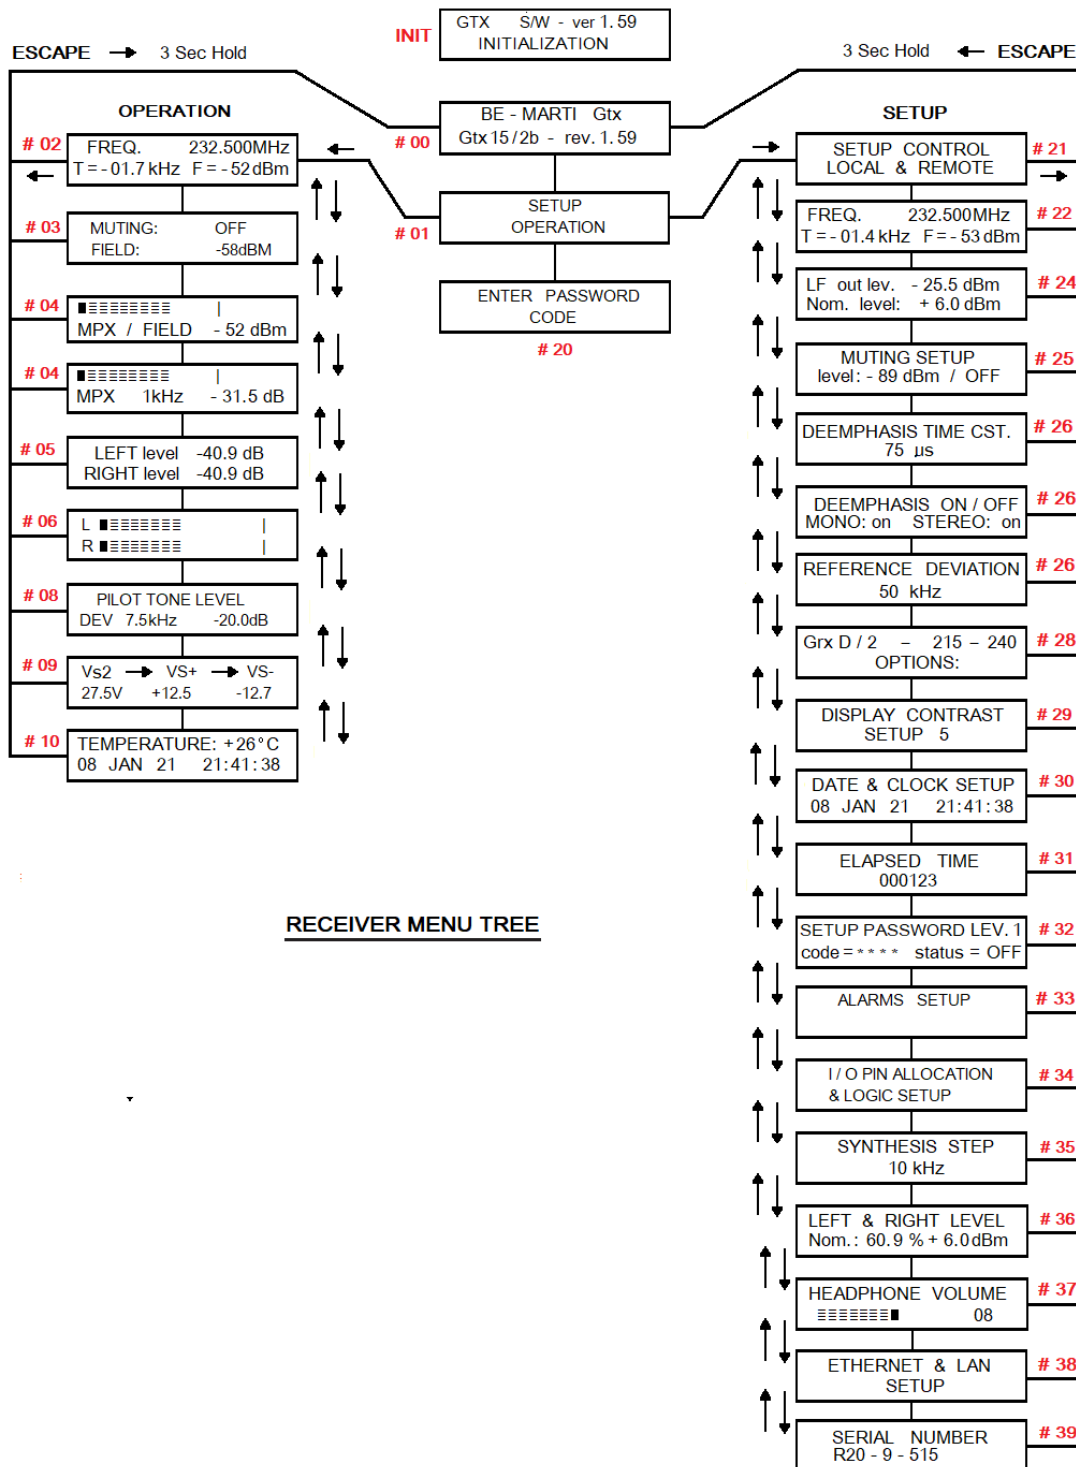 INIT
GTX S/W - ver 1.59
INITIALIZATION
ESCAPE → 3 Sec Hold
3 Sec Hold ← ESCAPE
OPERATION
# 02
FREQ. 232.500MHz
T = - 01.7 kHz F = - 52 dBm
# 03
MUTING: OFF
FIELD: -58dBM
# 04
MPX / FIELD - 52 dBm
# 04
MPX 1kHz - 31.5 dB
# 05
LEFT level -40.9 dB
RIGHT level -40.9 dB
# 06
L
R
# 08
PILOT TONE LEVEL
DEV 7.5kHz -20.0dB
# 09
Vs2 → VS+ → VS-
27.5V +12.5 -12.7
# 10
TEMPERATURE: +26°C
08 JAN 21 21:41:38
# 00
BE - MARTI Gtx
Gtx 15 / 2b - rev. 1.59
# 01
SETUP
OPERATION
ENTER PASSWORD
CODE
# 20
RECEIVER MENU TREE
SETUP
SETUP CONTROL
LOCAL & REMOTE
# 21
FREQ. 232.500MHz
T = - 01.4 kHz F = - 53 dBm
# 22
LF out lev. - 25.5 dBm
Nom. level: + 6.0 dBm
# 24
MUTING SETUP
level: - 89 dBm / OFF
# 25
DEEMPHASIS TIME CST.
75 µs
# 26
DEEMPHASIS ON / OFF
MONO: on STEREO: on
# 26
REFERENCE DEVIATION
50 kHz
# 26
Grx D / 2 – 215 – 240
OPTIONS:
# 28
DISPLAY CONTRAST
SETUP 5
# 29
DATE & CLOCK SETUP
08 JAN 21 21:41:38
# 30
ELAPSED TIME
000123
# 31
SETUP PASSWORD LEV. 1
code = * * * * status = OFF
# 32
ALARMS SETUP
# 33
I / O PIN ALLOCATION
& LOGIC SETUP
# 34
SYNTHESIS STEP
10 kHz
# 35
LEFT & RIGHT LEVEL
Nom.: 60.9 % + 6.0 dBm
# 36
HEADPHONE VOLUME
08
# 37
ETHERNET & LAN
SETUP
# 38
SERIAL NUMBER
R20 - 9 - 515
# 39